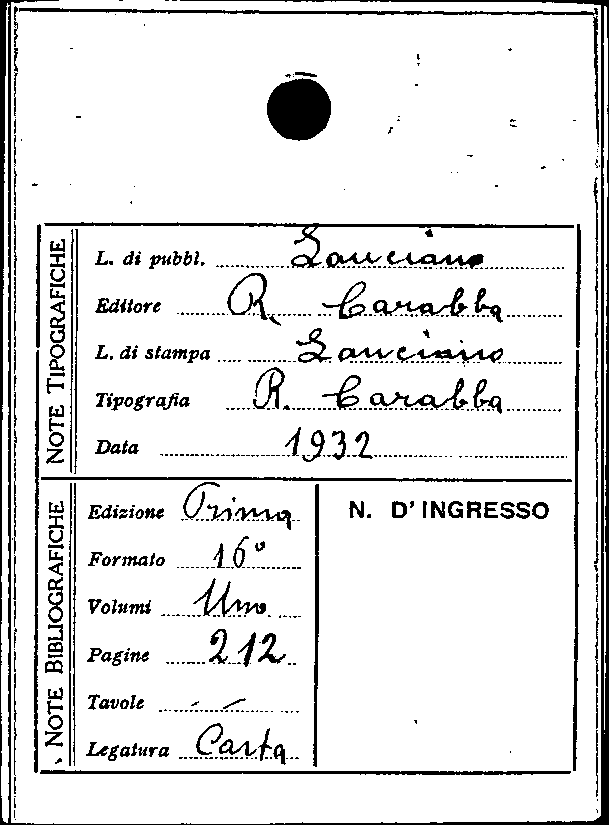 NOTE TIPOGRAFICHE
L. di pubbl. Lanciano
Editore R. Carabba
L. di stampa Lanciano
Tipografia R. Carabba
Data 1932
NOTE BIBLIOGRAFICHE
Edizione Prima
Formato 16°
Volumi Uno
Pagine 212
Tavole - -
Legatura Carta
N. D'INGRESSO